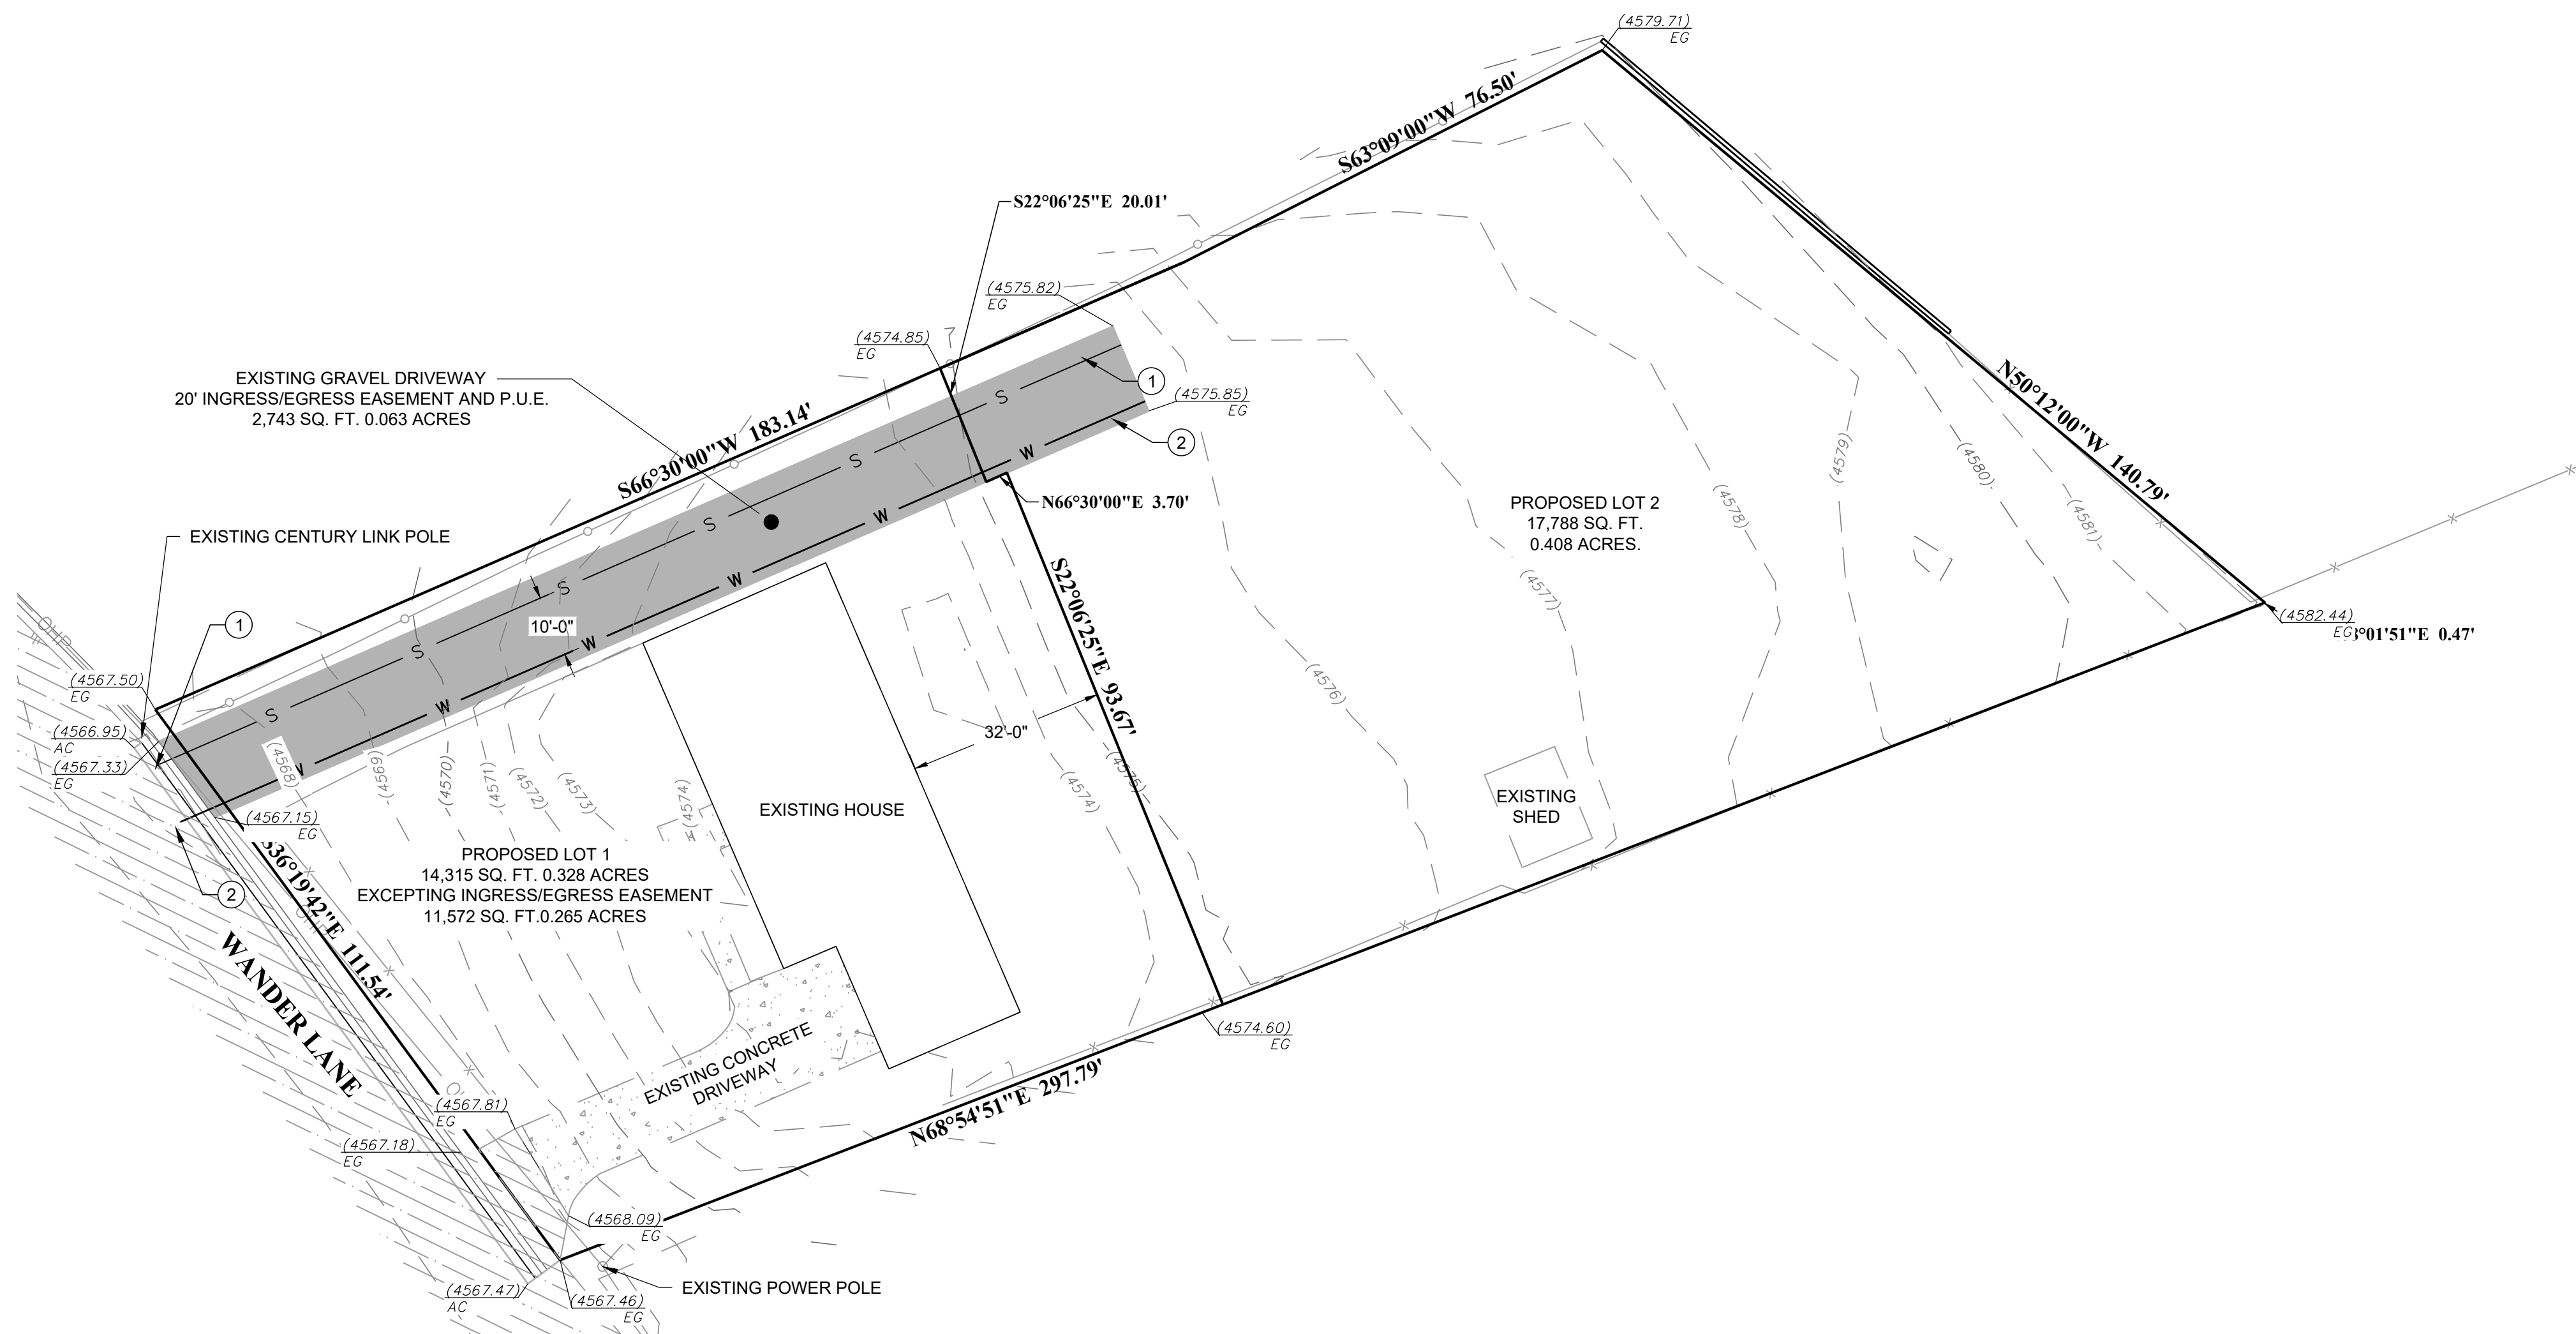 (4579.71)
EG
S63°09'00"W 76.50'
S22°06'25"E 20.01'
(4575.82)
EG
(4574.85)
EG
EXISTING GRAVEL DRIVEWAY
20' INGRESS/EGRESS EASEMENT AND P.U.E.
2,743 SQ. FT. 0.063 ACRES
1
(4575.85)
EG
2
S66°30'00"W 183.14'
N50°12'00"W 140.79'
N66°30'00"E 3.70'
PROPOSED LOT 2
17,788 SQ. FT.
0.408 ACRES.
(4579)
(4580)
(4581)
(4578)
(4577)
(4576)
EXISTING CENTURY LINK POLE
S S S S S S
W W W W W W
10'-0"
OHP
1
(4567.50)
EG
(4566.95)
AC
(4567.33)
EG
(4567.15)
EG
2
(4568)
(4569)
(4570)
(4571)
(4572)
(4573)
(4574)
S22°06'25"E 93.67'
32'-0"
(4574)
(4575)
(4582.44)
EG
°01'51"E 0.47'
EXISTING
SHED
EXISTING HOUSE
PROPOSED LOT 1
14,315 SQ. FT. 0.328 ACRES
EXCEPTING INGRESS/EGRESS EASEMENT
11,572 SQ. FT.0.265 ACRES
S36°19'42"E 111.54'
WANDER LANE
EXISTING CONCRETE
DRIVEWAY
(4574.60)
EG
N68°54'51"E 297.79'
(4567.81)
EG
(4567.18)
EG
(4568.09)
EG
EXISTING POWER POLE
(4567.47)
AC
(4567.46)
EG